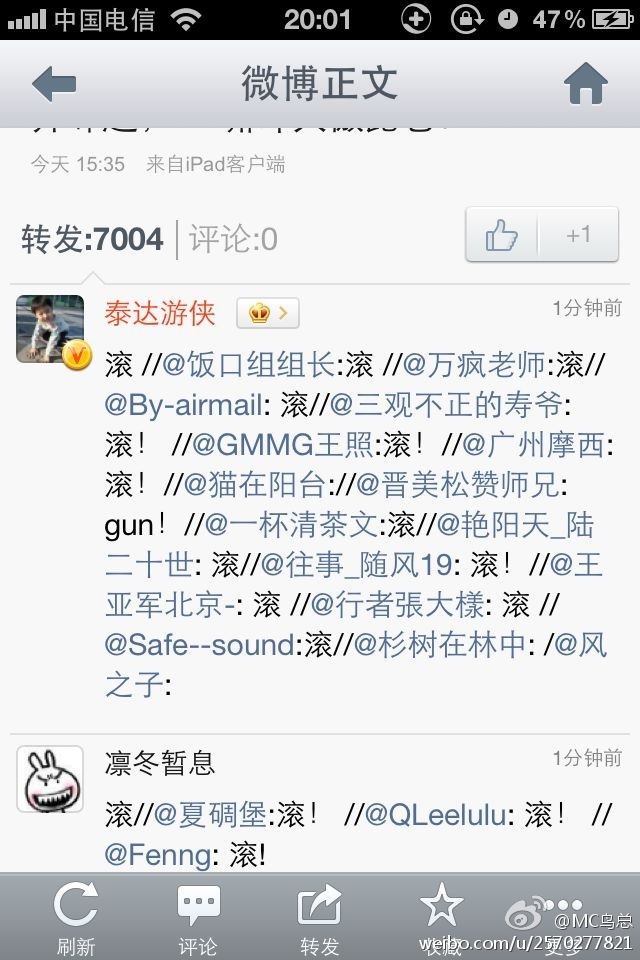 中国电信 20:01 47%
微博正文
今天 15:35 来自iPad客户端
转发:7004 评论:0 +1
泰达游侠 1分钟前
滚 //@饭口组组长:滚 //@万疯老师:滚//
@By-airmail: 滚//@三观不正的寿爷:
滚！ //@GMMG王照:滚！//@广州摩西:
滚！//@猫在阳台://@晋美松赞师兄:
gun！//@一杯清茶文:滚//@艳阳天_陆
二十世: 滚//@往事_随风19: 滚！//@王
亚军北京-: 滚 //@行者張大樣: 滚 //
@Safe--sound:滚//@杉树在林中: /@风
之子:
凛冬暂息 1分钟前
滚//@夏碉堡:滚！ //@QLeelulu: 滚！ //
@Fenng: 滚!
刷新 评论 转发 收藏 更多
@MC鸟总
weibo.com/u/2570277821